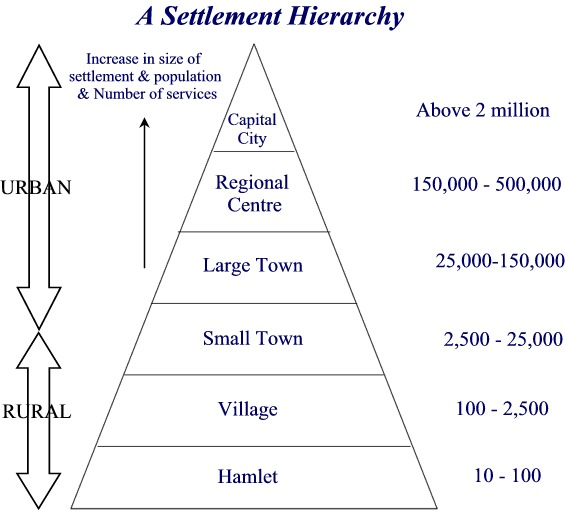 A Settlement Hierarchy
Increase in size of
settlement & population
& Number of services
URBAN
RURAL
Capital
City
Above 2 million
Regional
Centre
150,000 - 500,000
Large Town
25,000-150,000
Small Town
2,500 - 25,000
Village
100 - 2,500
Hamlet
10 - 100